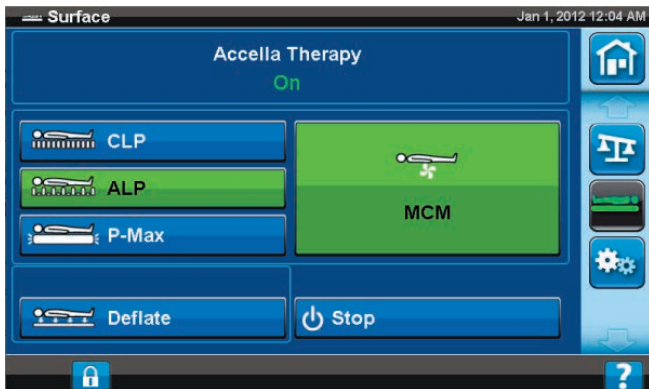 Surface
Jan 1, 2012 12:04 AM
Accella Therapy
On
CLP
ALP
P-Max
MCM
Deflate
Stop
?